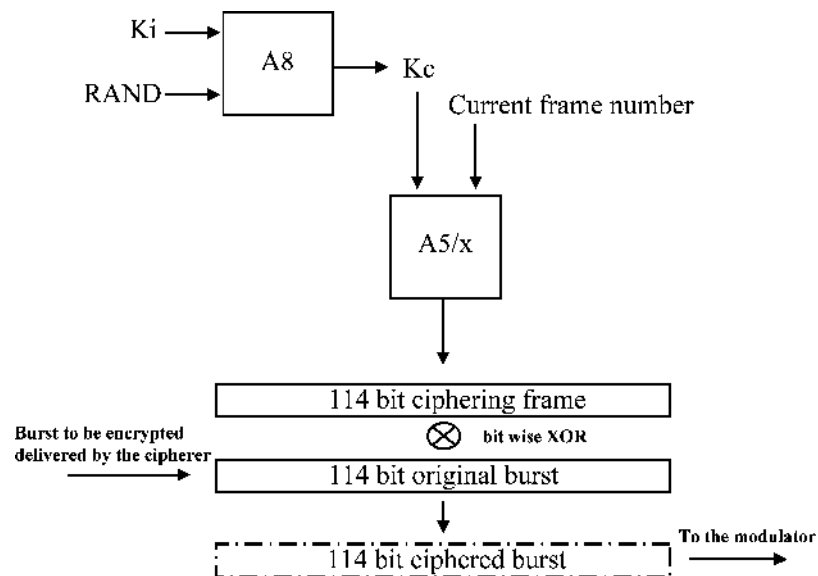 Ki
A8
Kc
RAND
Current frame number
A5/x
114 bit ciphering frame
Burst to be encrypted
delivered by the cipherer
bit wise XOR
114 bit original burst
To the modulator
114 bit ciphered burst